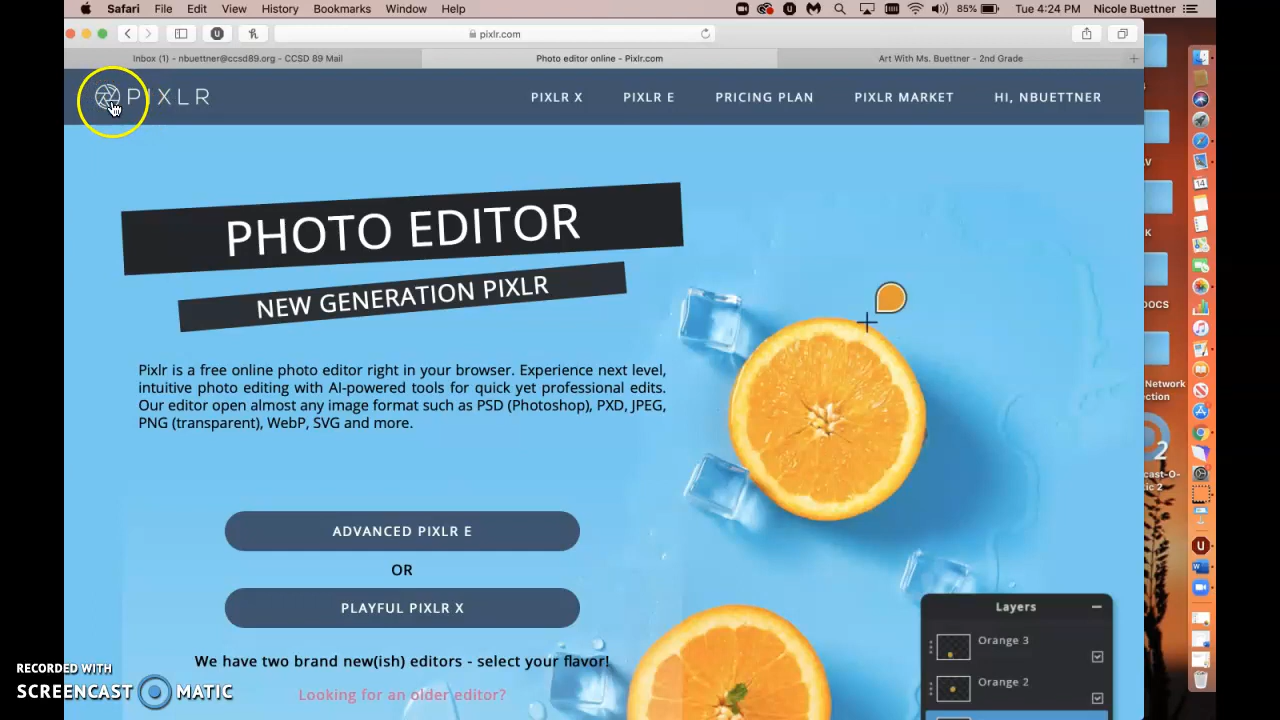 Safari File Edit View History Bookmarks Window Help 85% Tue 4:24 PM Nicole Buettner
pixlr.com
Inbox (1) - nbuettner@ccsd89.org - CCSD 89 Mail
Photo editor online - Pixlr.com
Art With Ms. Buettner - 2nd Grade
PIXLR
PIXLR X
PIXLR E
PRICING PLAN
PIXLR MARKET
HI, NBUETTNER
PHOTO EDITOR
NEW GENERATION PIXLR
Pixlr is a free online photo editor right in your browser. Experience next level,
intuitive photo editing with AI-powered tools for quick yet professional edits.
Our editor open almost any image format such as PSD (Photoshop), PXD, JPEG,
PNG (transparent), WebP, SVG and more.
ADVANCED PIXLR E
OR
PLAYFUL PIXLR X
We have two brand new(ish) editors - select your flavor!
Looking for an older editor?
Layers
Orange 3
Orange 2
RECORDED WITH
SCREENCAST MATIC